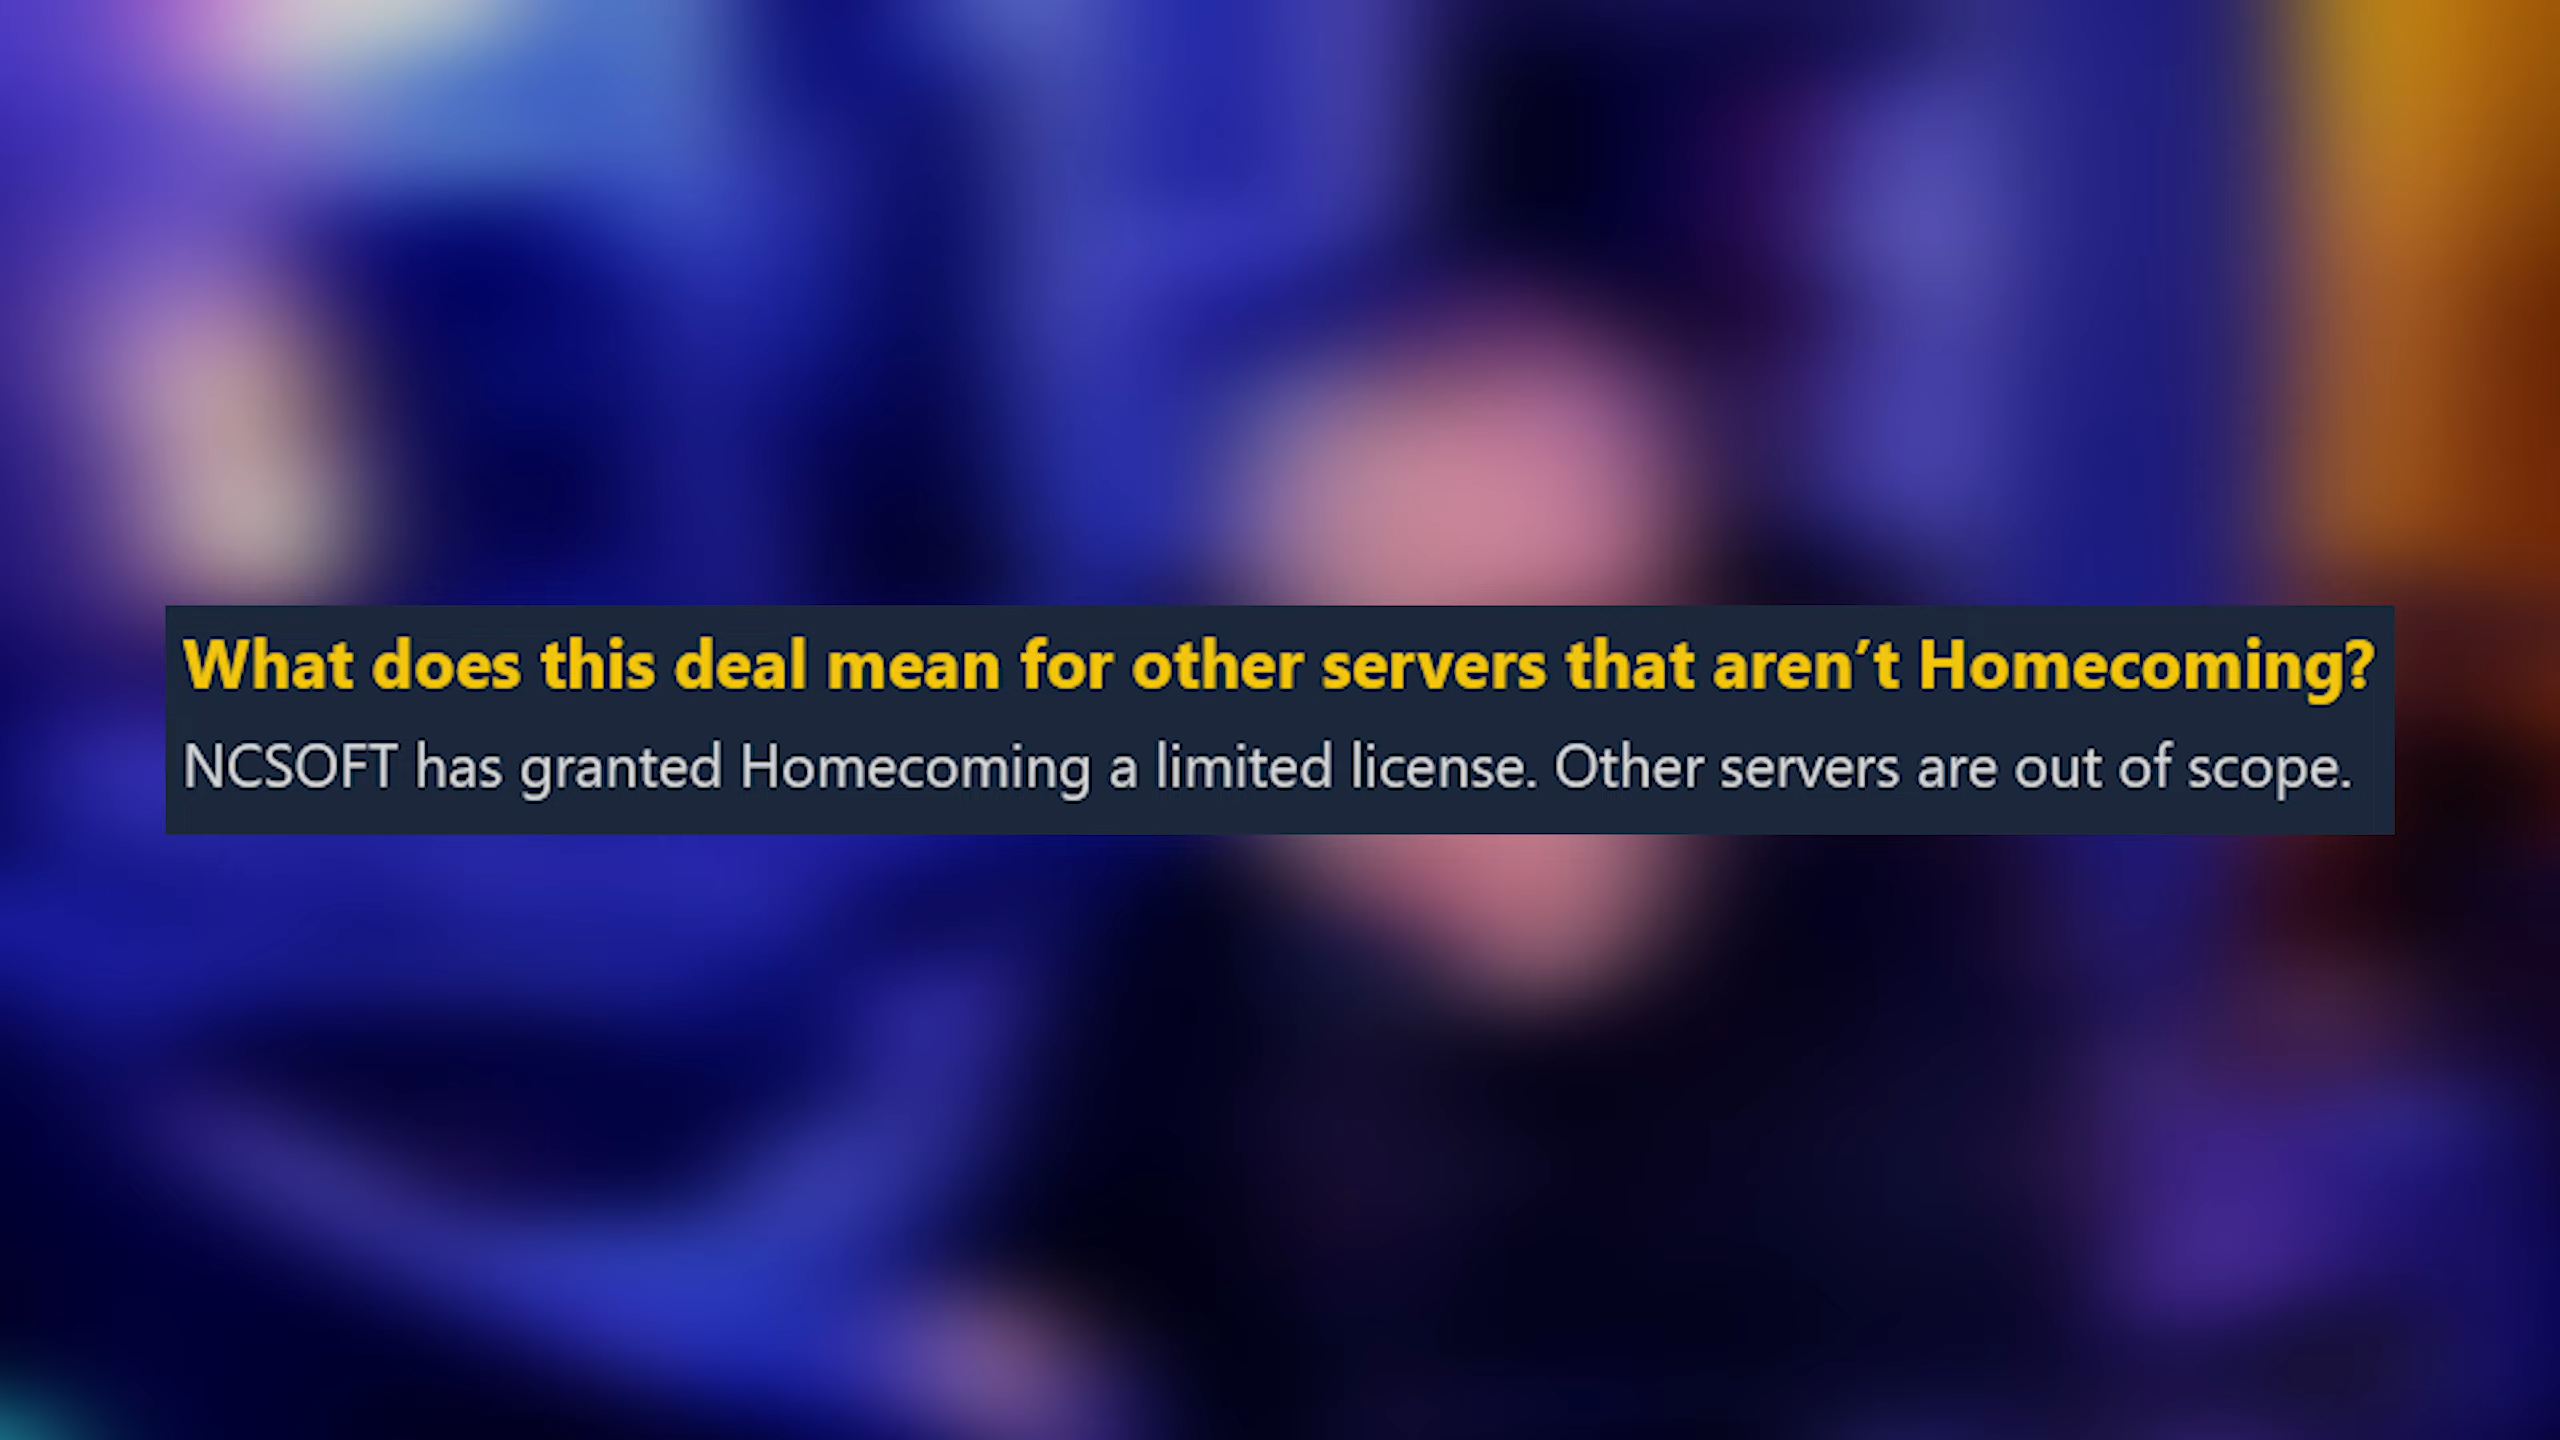 What does this deal mean for other servers that aren’t Homecoming?
NCSOFT has granted Homecoming a limited license. Other servers are out of scope.